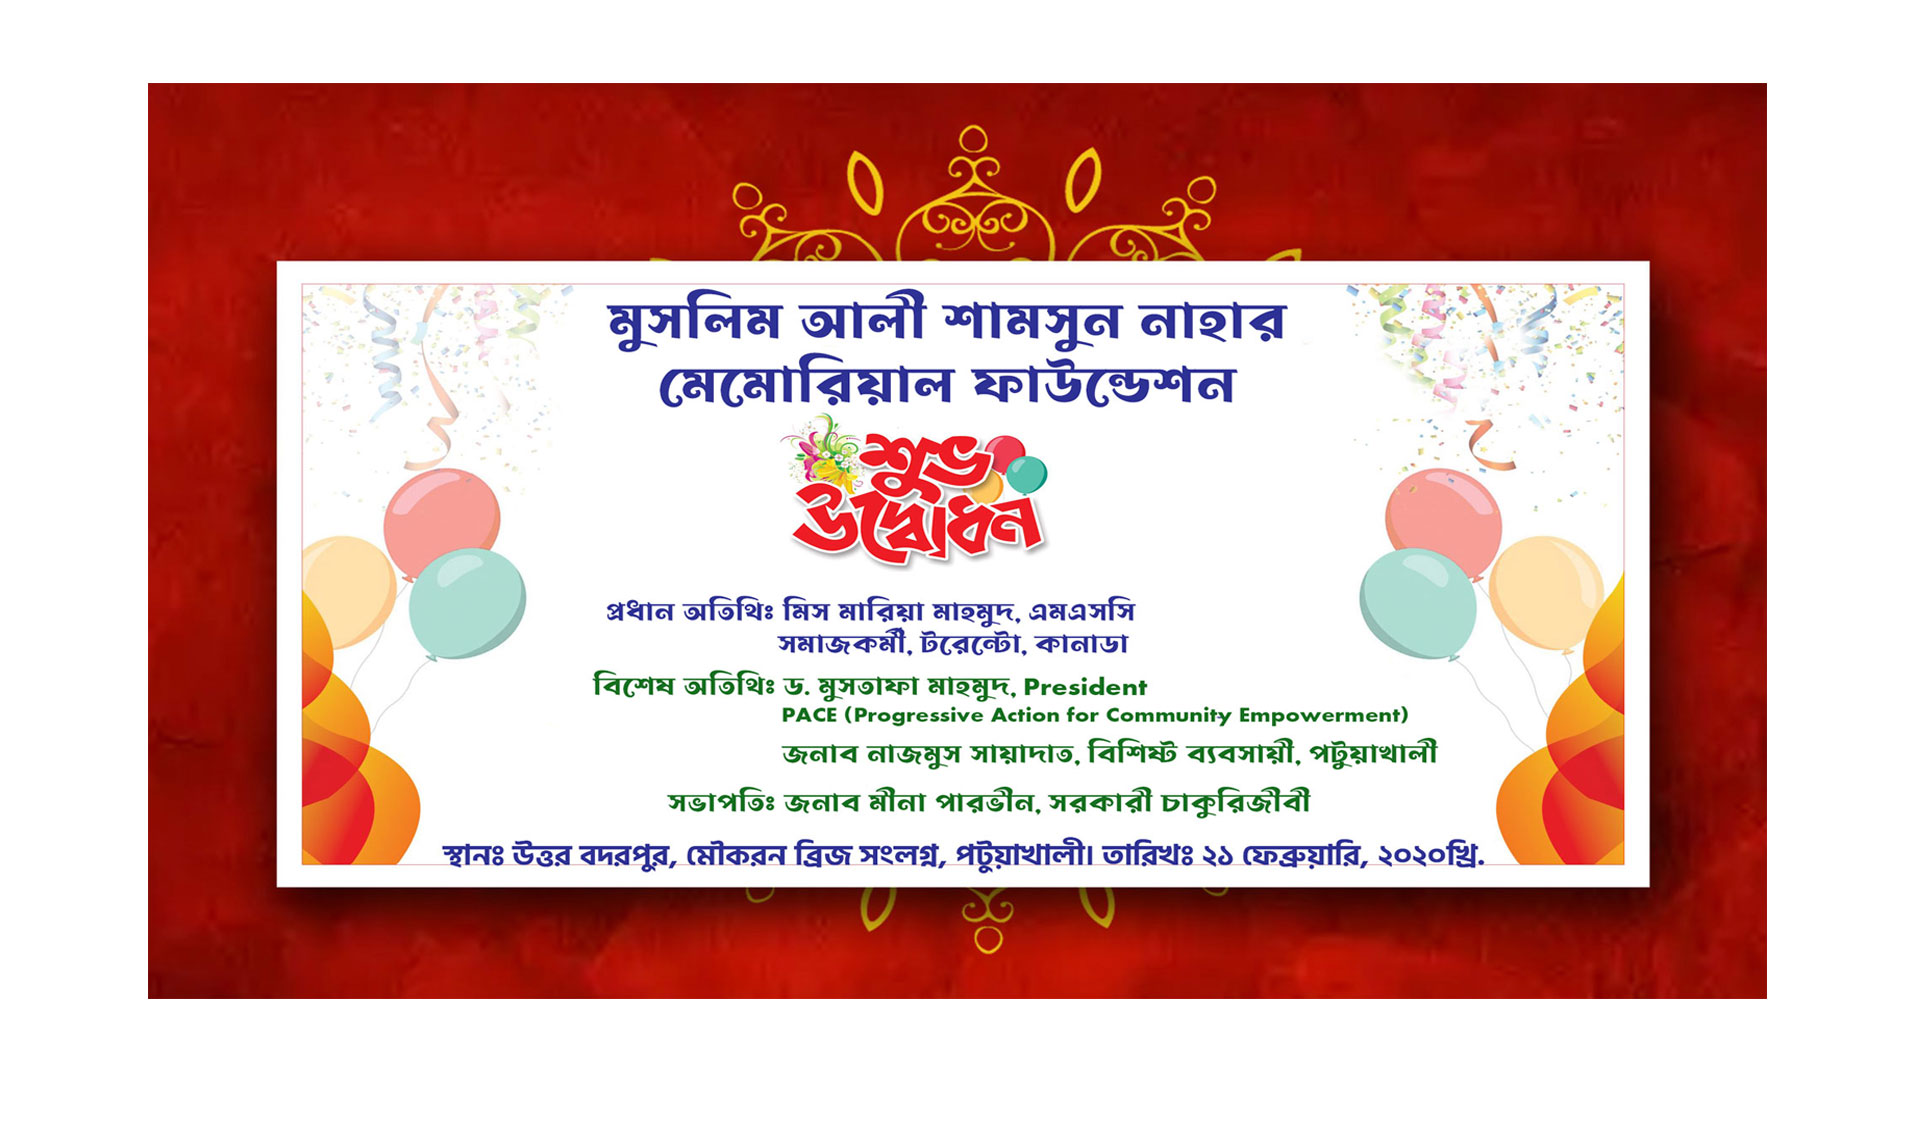 মুসলিম আলী শামসুন নাহার
মেমোরিয়াল ফাউন্ডেশন
শুভ
উদ্বোধন
প্রধান অতিথিঃ মিস মারিয়া মাহমুদ, এমএসসি
সমাজকর্মী, টরেন্টো, কানাডা
বিশেষ অতিথিঃ ড. মুসতাফা মাহমুদ, President
PACE (Progressive Action for Community Empowerment)
জনাব নাজমুস সায়াদাত, বিশিষ্ট ব্যবসায়ী, পটুয়াখালী
সভাপতিঃ জনাব মীনা পারভীন, সরকারী চাকুরিজীবী
স্থানঃ উত্তর বদরপুর, মৌকরন ব্রিজ সংলগ্ন, পটুয়াখালী। তারিখঃ ২১ ফেব্রুয়ারি, ২০২০খ্রি.